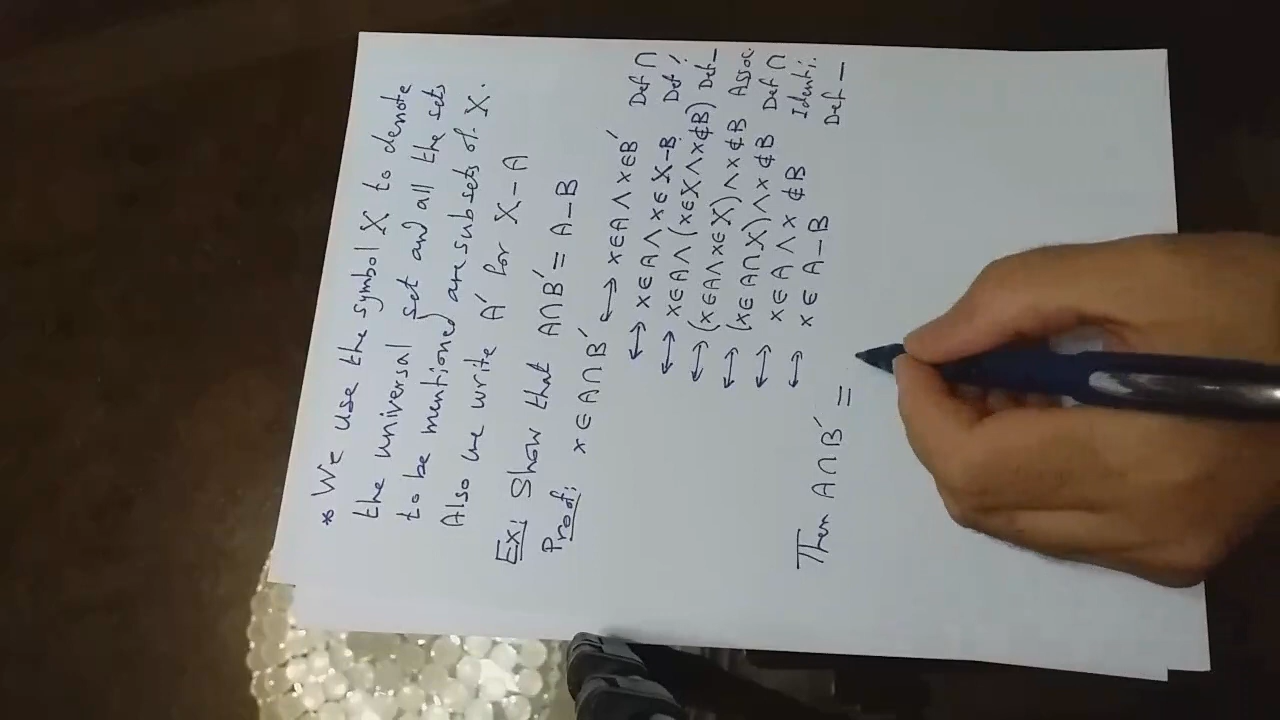 * We use the symbol X to denote
the universal set and all the sets
to be mentioned are subsets of X.
Also we write A′ for X – A
Ex: Show that A∩B′ = A–B
Proof: x∈A∩B′ ↔ x∈A ∧ x∈B′ Def ∩
↔ x∈A ∧ x∈X–B Def ′
↔ x∈A ∧ (x∈X ∧ x∉B) Def –
↔ (x∈A ∧ x∈X) ∧ x∉B Assoc.
↔ (x∈A∩X) ∧ x∉B Def ∩
↔ x∈A ∧ x∉B Identi.
↔ x∈A–B Def –
Then A∩B′ =